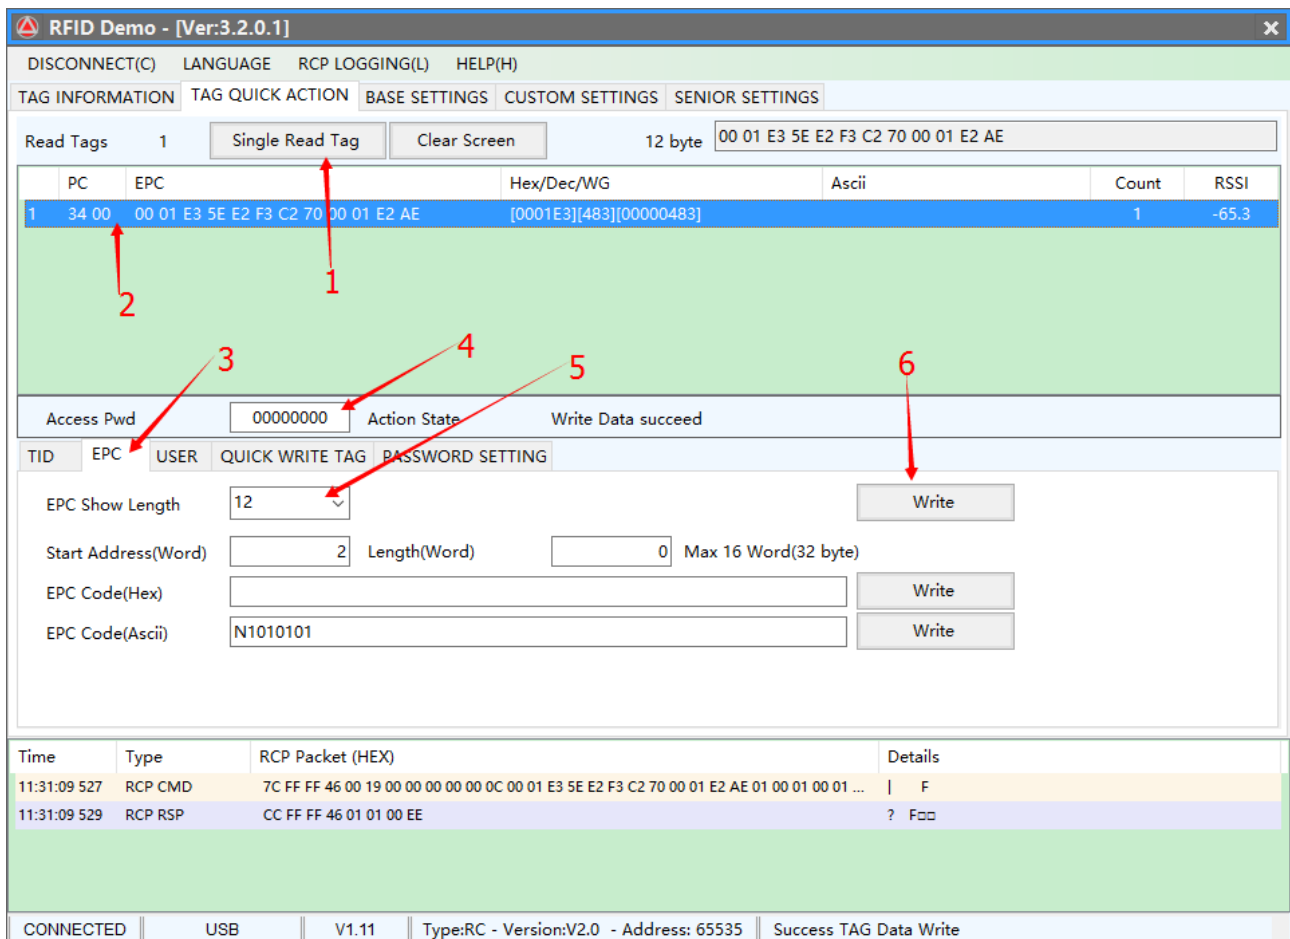 RFID Demo - [Ver:3.2.0.1]
DISCONNECT(C) LANGUAGE RCP LOGGING(L) HELP(H)
TAG INFORMATION TAG QUICK ACTION BASE SETTINGS CUSTOM SETTINGS SENIOR SETTINGS
Read Tags 1 Single Read Tag Clear Screen 12 byte 00 01 E3 5E E2 F3 C2 70 00 01 E2 AE
PC EPC Hex/Dec/WG Ascii Count RSSI
1 34 00 00 01 E3 5E E2 F3 C2 70 00 01 E2 AE [0001E3][483][00000483] 1 -65.3
1
2
3 4 5 6
Access Pwd 00000000 Action State Write Data succeed
TID EPC USER QUICK WRITE TAG PASSWORD SETTING
EPC Show Length 12 Write
Start Address(Word) 2 Length(Word) 0 Max 16 Word(32 byte)
EPC Code(Hex) Write
EPC Code(Ascii) N1010101 Write
Time Type RCP Packet (HEX) Details
11:31:09 527 RCP CMD 7C FF FF 46 00 19 00 00 00 00 00 0C 00 01 E3 5E E2 F3 C2 70 00 01 E2 AE 01 00 01 00 01 ... | F
11:31:09 529 RCP RSP CC FF FF 46 01 01 00 EE ? F□□
CONNECTED USB V1.11 Type:RC - Version:V2.0 - Address: 65535 Success TAG Data Write